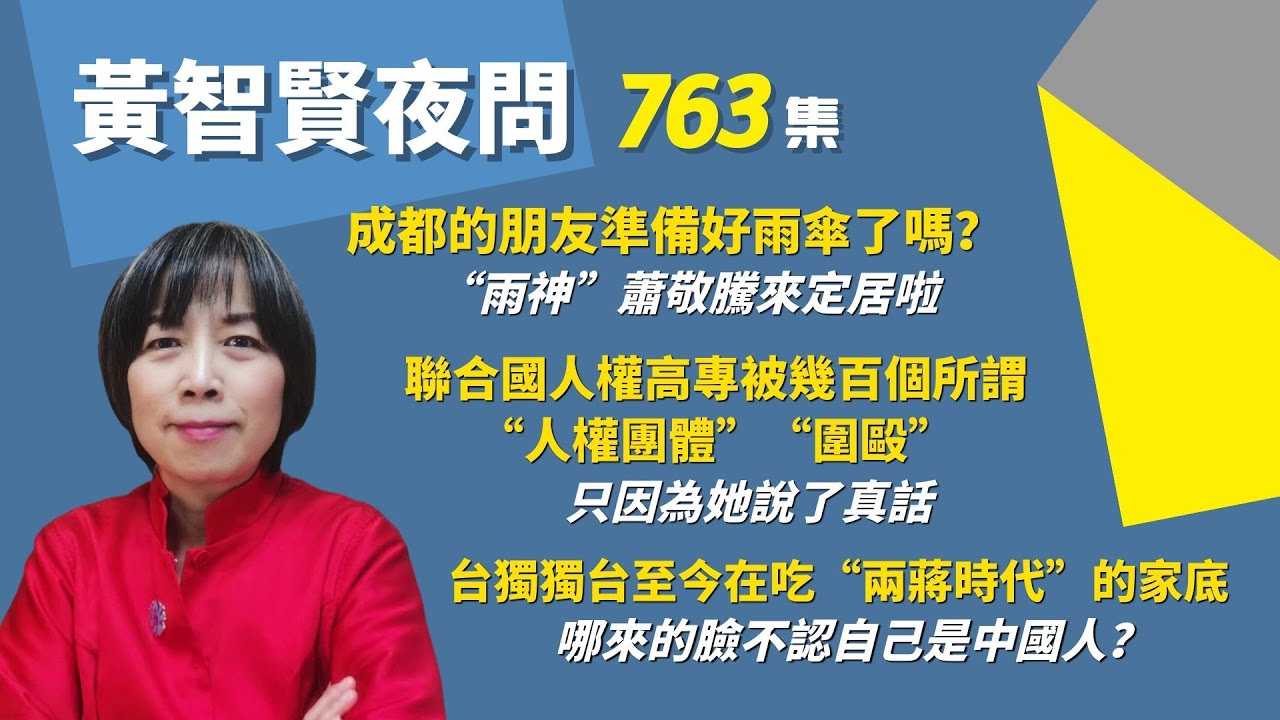 黃智賢夜問 763集
成都的朋友準備好雨傘了嗎？
“雨神”蕭敬騰來定居啦
聯合國人權高專被幾百個所謂
“人權團體” “圍毆”
只因為她說了真話
台獨獨台至今在吃“兩蔣時代”的家底
哪來的臉不認自己是中國人？